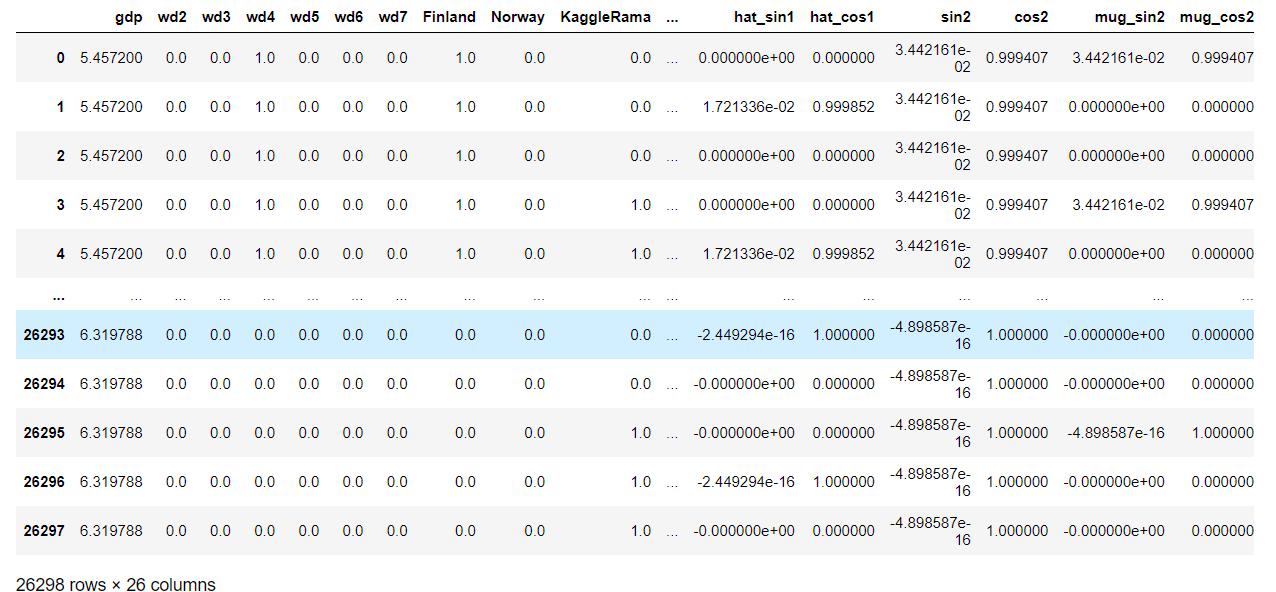 gdp wd2 wd3 wd4 wd5 wd6 wd7 Finland Norway KaggleRama ... hat_sin1 hat_cos1 sin2 cos2 mug_sin2 mug_cos2
0 5.457200 0.0 0.0 1.0 0.0 0.0 0.0 1.0 0.0 0.0 ... 0.000000e+00 0.000000 3.442161e-02 0.999407 3.442161e-02 0.999407
1 5.457200 0.0 0.0 1.0 0.0 0.0 0.0 1.0 0.0 0.0 ... 1.721336e-02 0.999852 3.442161e-02 0.999407 0.000000e+00 0.000000
2 5.457200 0.0 0.0 1.0 0.0 0.0 0.0 1.0 0.0 0.0 ... 0.000000e+00 0.000000 3.442161e-02 0.999407 0.000000e+00 0.000000
3 5.457200 0.0 0.0 1.0 0.0 0.0 0.0 1.0 0.0 1.0 ... 0.000000e+00 0.000000 3.442161e-02 0.999407 3.442161e-02 0.999407
4 5.457200 0.0 0.0 1.0 0.0 0.0 0.0 1.0 0.0 1.0 ... 1.721336e-02 0.999852 3.442161e-02 0.999407 0.000000e+00 0.000000
... ... ... ... ... ... ... ... ... ... ... ... ... ... ... ... ... ...
26293 6.319788 0.0 0.0 0.0 0.0 0.0 0.0 0.0 0.0 0.0 ... -2.449294e-16 1.000000 -4.898587e-16 1.000000 -0.000000e+00 0.000000
26294 6.319788 0.0 0.0 0.0 0.0 0.0 0.0 0.0 0.0 0.0 ... -0.000000e+00 0.000000 -4.898587e-16 1.000000 -0.000000e+00 0.000000
26295 6.319788 0.0 0.0 0.0 0.0 0.0 0.0 0.0 0.0 1.0 ... -0.000000e+00 0.000000 -4.898587e-16 1.000000 -4.898587e-16 1.000000
26296 6.319788 0.0 0.0 0.0 0.0 0.0 0.0 0.0 0.0 1.0 ... -2.449294e-16 1.000000 -4.898587e-16 1.000000 -0.000000e+00 0.000000
26297 6.319788 0.0 0.0 0.0 0.0 0.0 0.0 0.0 0.0 1.0 ... -0.000000e+00 0.000000 -4.898587e-16 1.000000 -0.000000e+00 0.000000
26298 rows × 26 columns